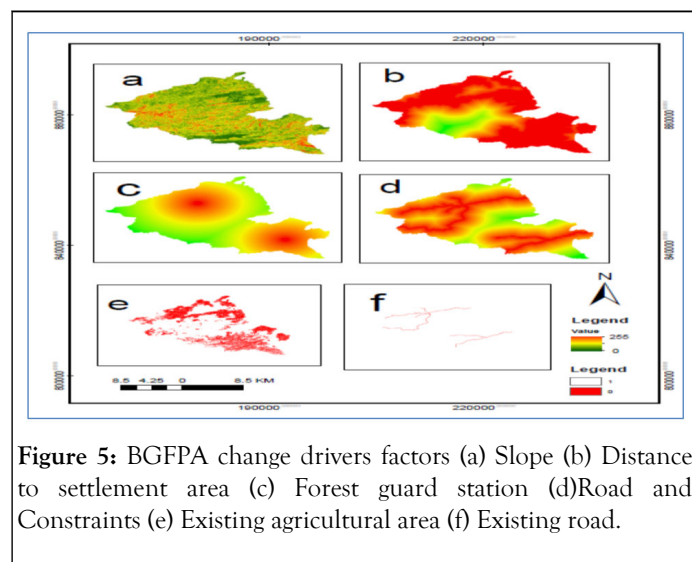 190000 220000
a b
860000 860000
c d
840000 840000
N
e f
Legend
Value
255
0
Legend
1
0
8.5 4.25 0 8.5 KM
800000 800000
190000 220000
Figure 5: BGFPA change drivers factors (a) Slope (b) Distance
to settlement area (c) Forest guard station (d)Road and
Constraints (e) Existing agricultural area (f) Existing road.